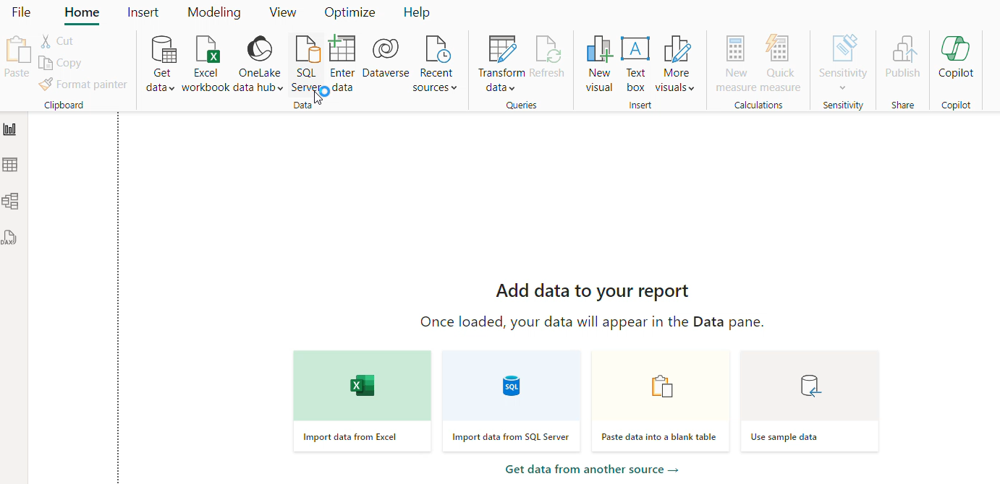 File Home Insert Modeling View Optimize Help
Paste
Cut
Copy
Format painter
Clipboard
Get
data
Excel
workbook
OneLake
data hub
SQL
Server
Enter
data
Dataverse
Recent
sources
Data
Transform
data
Refresh
Queries
New
visual
Text
box
More
visuals
Insert
New
measure
Quick
measure
Calculations
Sensitivity
Sensitivity
Publish
Share
Copilot
Copilot
X
A
DAX
Add data to your report
Once loaded, your data will appear in the Data pane.
X
Import data from Excel
SQL
Import data from SQL Server
Paste data into a blank table
Use sample data
Get data from another source →